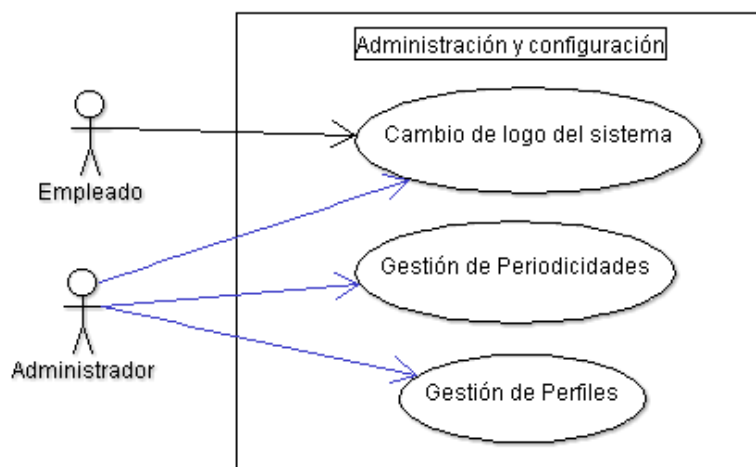 Administración y configuración
Cambio de logo del sistema
Empleado
Gestión de Periodicidades
Administrador
Gestión de Perfiles